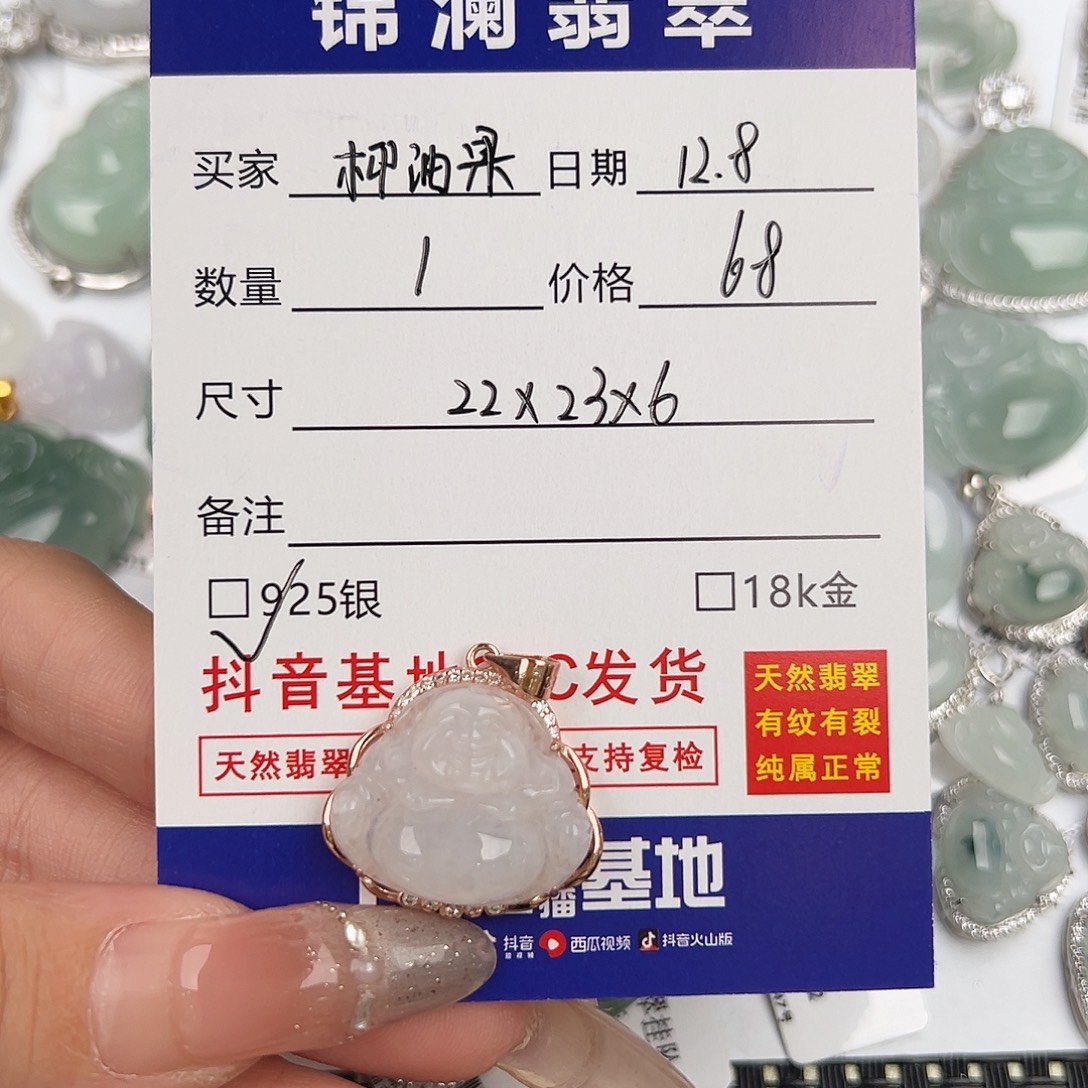 锦澜翡翠
买家 柙油果 日期 12.8
数量 1 价格 68
尺寸 22x23x6
备注
925银 18k金
抖音基地 C发货
天然翡翠 支持复检
天然翡翠
有纹有裂
纯属正常
播基地
抖音 西瓜视频 抖音火山版